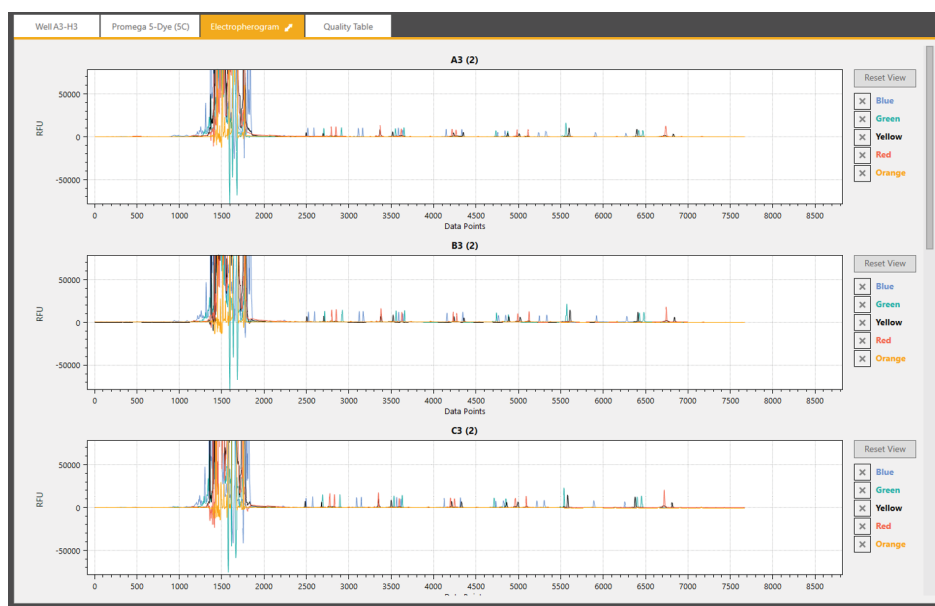 Well A3-H3 Promega 5-Dye (5C) Electropherogram Quality Table
A3 (2)
Reset View
50000
0
-50000
RFU
Blue
Green
Yellow
Red
Orange
0 500 1000 1500 2000 2500 3000 3500 4000 4500 5000 5500 6000 6500 7000 7500 8000 8500
Data Points
B3 (2)
Reset View
50000
0
-50000
RFU
Blue
Green
Yellow
Red
Orange
0 500 1000 1500 2000 2500 3000 3500 4000 4500 5000 5500 6000 6500 7000 7500 8000 8500
Data Points
C3 (2)
Reset View
50000
0
-50000
RFU
Blue
Green
Yellow
Red
Orange
0 500 1000 1500 2000 2500 3000 3500 4000 4500 5000 5500 6000 6500 7000 7500 8000 8500